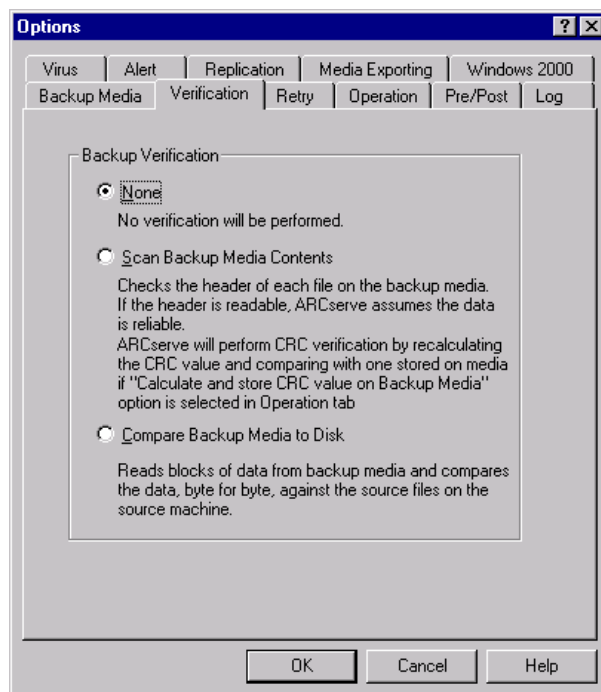 Options
Virus Alert Replication Media Exporting Windows 2000
Backup Media Verification Retry Operation Pre/Post Log
Backup Verification
None
No verification will be performed.
Scan Backup Media Contents
Checks the header of each file on the backup media.
If the header is readable, ARCserve assumes the data
is reliable.
ARCserve will perform CRC verification by recalculating
the CRC value and comparing with one stored on media
if "Calculate and store CRC value on Backup Media"
option is selected in Operation tab
Compare Backup Media to Disk
Reads blocks of data from backup media and compares
the data, byte for byte, against the source files on the
source machine.
OK Cancel Help